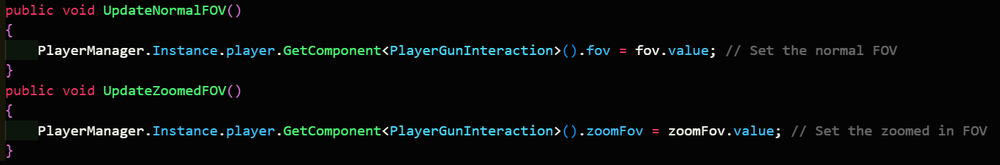 public void UpdateNormalFOV()
{
    PlayerManager.Instance.player.GetComponent<PlayerGunInteraction>().fov = fov.value; // Set the normal FOV
}
public void UpdateZoomedFOV()
{
    PlayerManager.Instance.player.GetComponent<PlayerGunInteraction>().zoomFov = zoomFov.value; // Set the zoomed in FOV
}